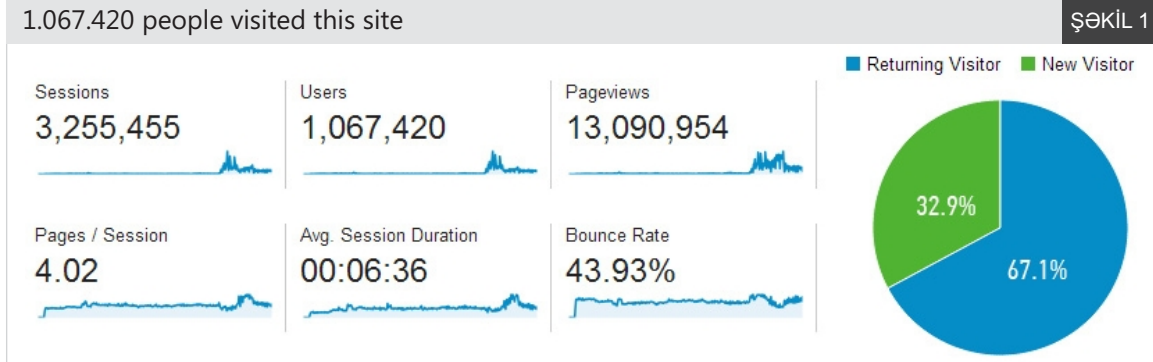 1.067.420 people visited this site
ŞƏKİL 1
Returning Visitor New Visitor
Sessions
3,255,455
Users
1,067,420
Pageviews
13,090,954
Pages / Session
4.02
Avg. Session Duration
00:06:36
Bounce Rate
43.93%
32.9%
67.1%